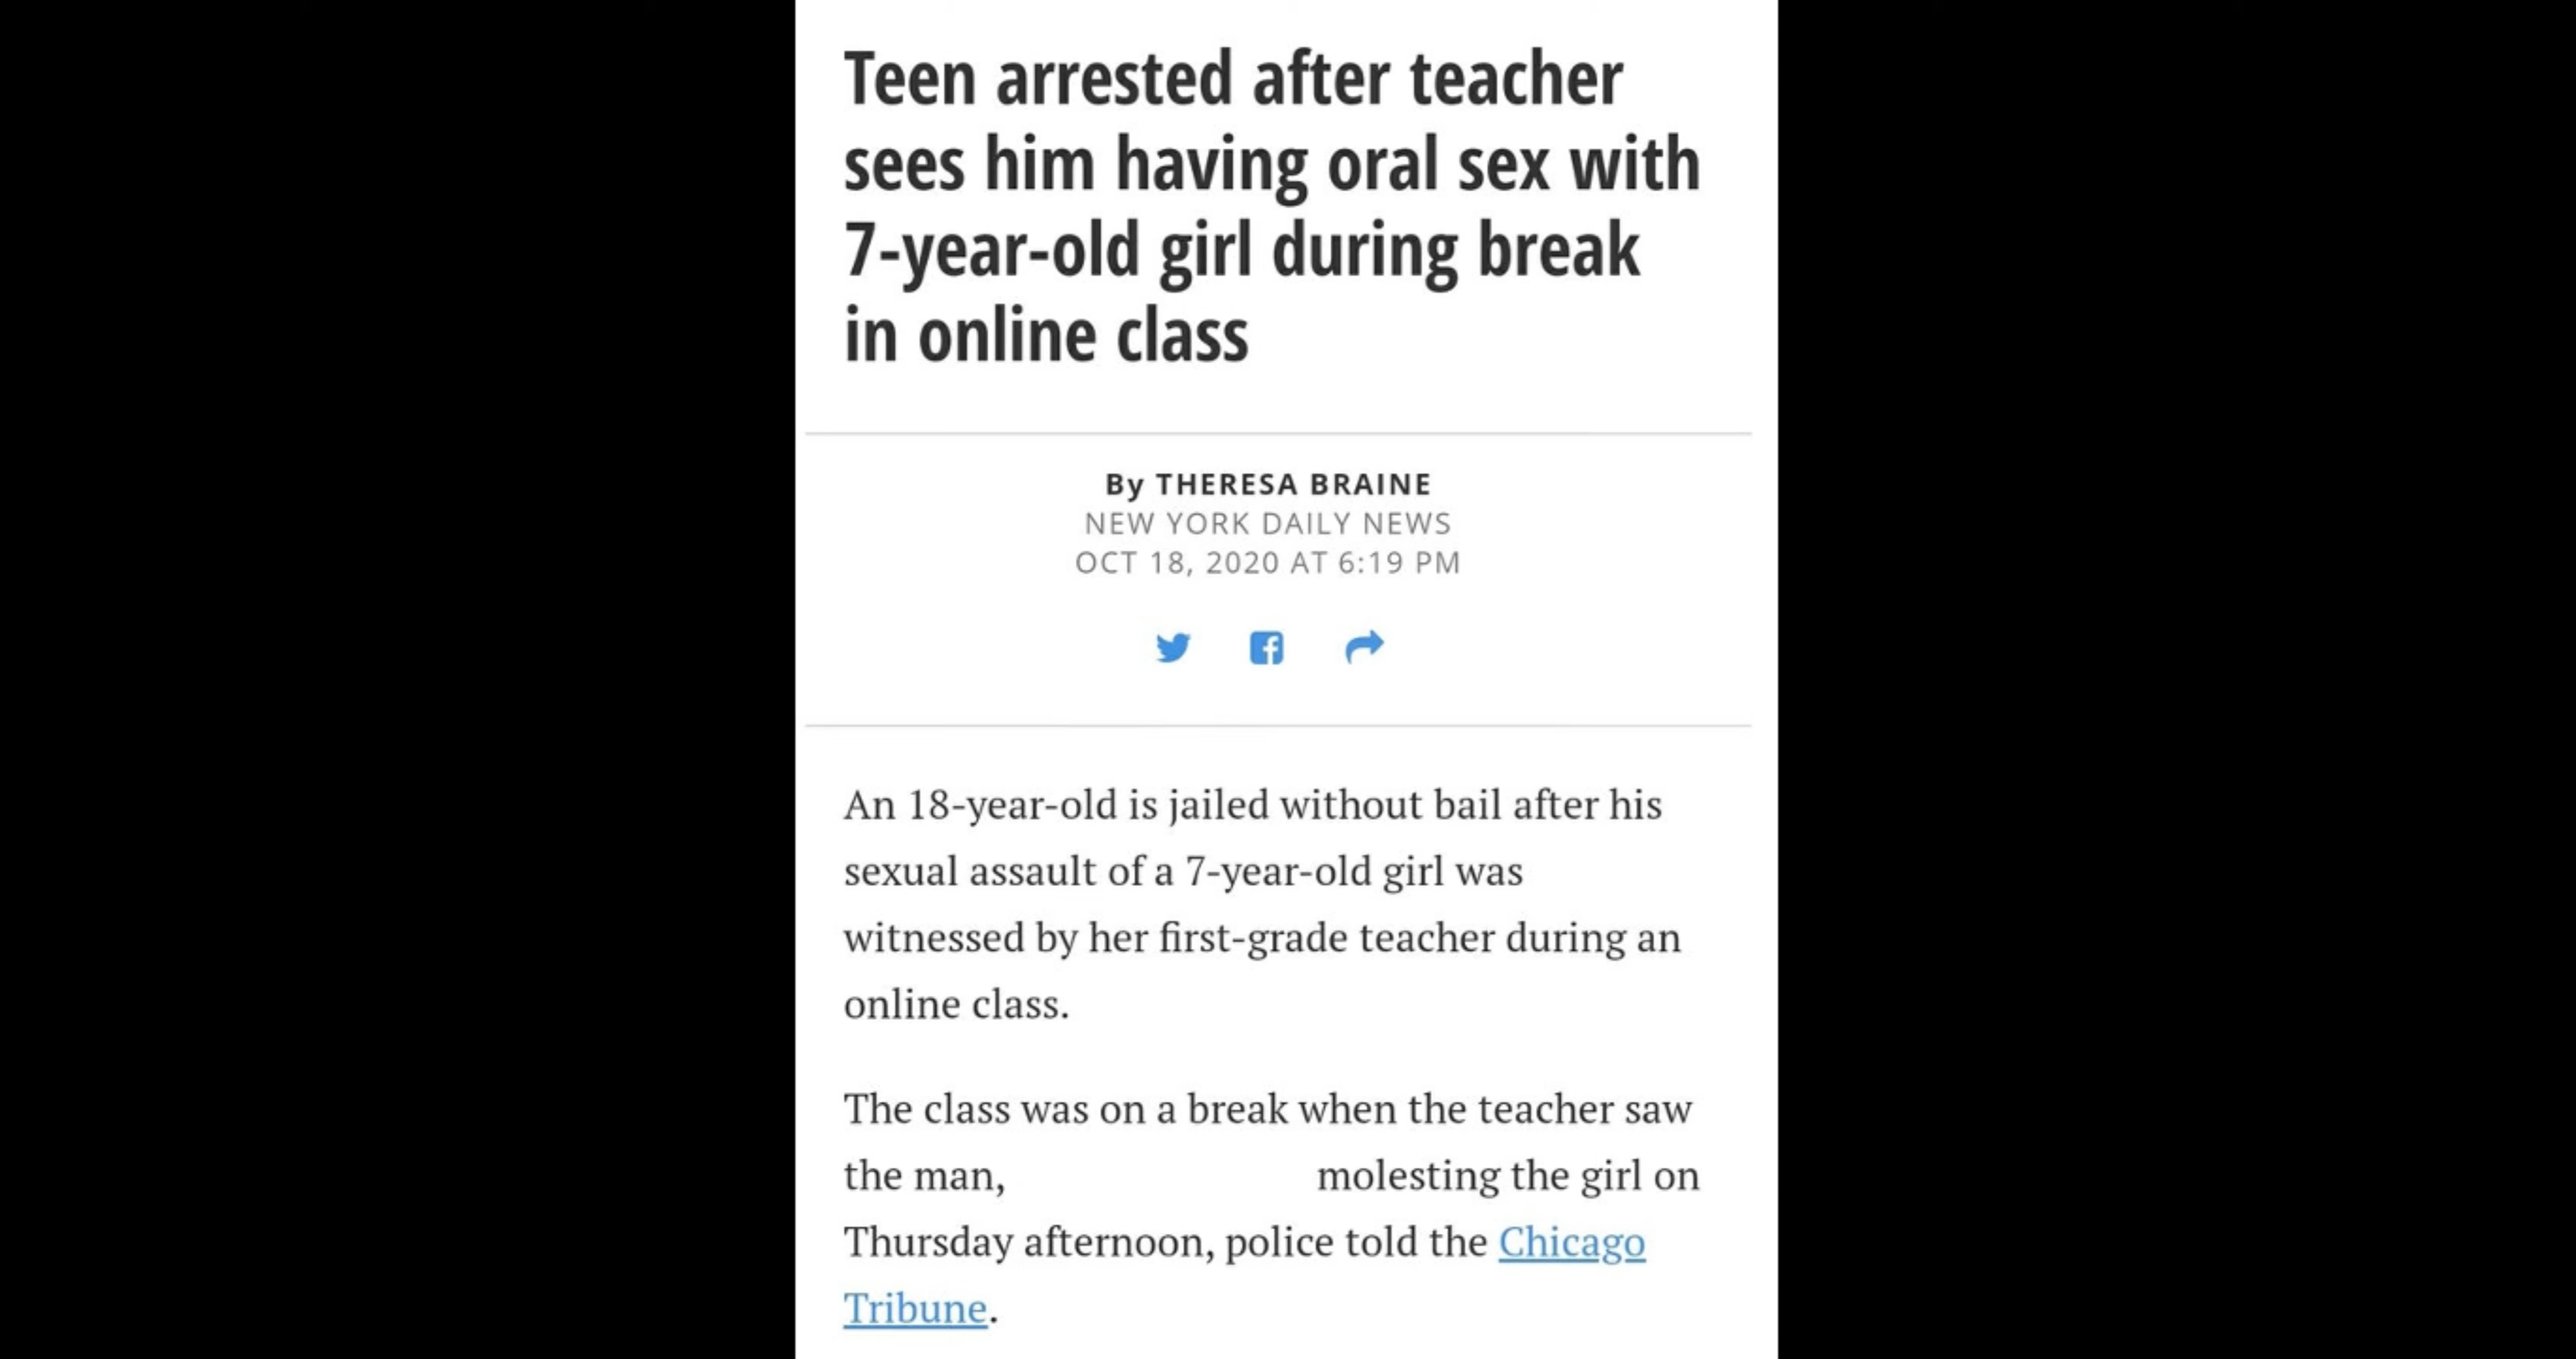 Teen arrested after teacher
sees him having oral sex with
7-year-old girl during break
in online class
By THERESA BRAINE
NEW YORK DAILY NEWS
OCT 18, 2020 AT 6:19 PM
An 18-year-old is jailed without bail after his
sexual assault of a 7-year-old girl was
witnessed by her first-grade teacher during an
online class.
The class was on a break when the teacher saw
the man, molesting the girl on
Thursday afternoon, police told the Chicago
Tribune.